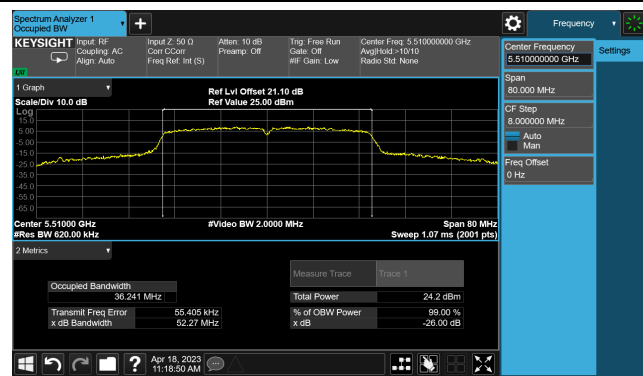 Spectrum Analyzer 1
Occupied BW
Frequency
KEYSIGHT
Input: RF
Coupling: AC
Align: Auto
Input Z: 50 Ω
Corr CCorr
Freq Ref: Int (S)
Atten: 10 dB
Preamp: Off
Trig: Free Run
Gate: Off
#IF Gain: Low
Center Freq: 5.510000000 GHz
Avg|Hold:>10/10
Radio Std: None
Center Frequency
5.510000000 GHz
Settings
Span
80.000 MHz
CF Step
8.000000 MHz
Auto
Man
Freq Offset
0 Hz
1 Graph
Scale/Div 10.0 dB
Ref Lvl Offset 21.10 dB
Ref Value 25.00 dBm
Log
15.0
5.00
-5.00
-15.0
-25.0
-35.0
-45.0
-55.0
-65.0
Center 5.51000 GHz
#Res BW 620.00 kHz
#Video BW 2.0000 MHz
Span 80 MHz
Sweep 1.07 ms (2001 pts)
2 Metrics
Measure Trace
Trace 1
Occupied Bandwidth
36.241 MHz
Total Power
24.2 dBm
Transmit Freq Error
55.405 kHz
% of OBW Power
99.00 %
x dB Bandwidth
52.27 MHz
x dB
-26.00 dB
Apr 18, 2023
11:18:50 AM